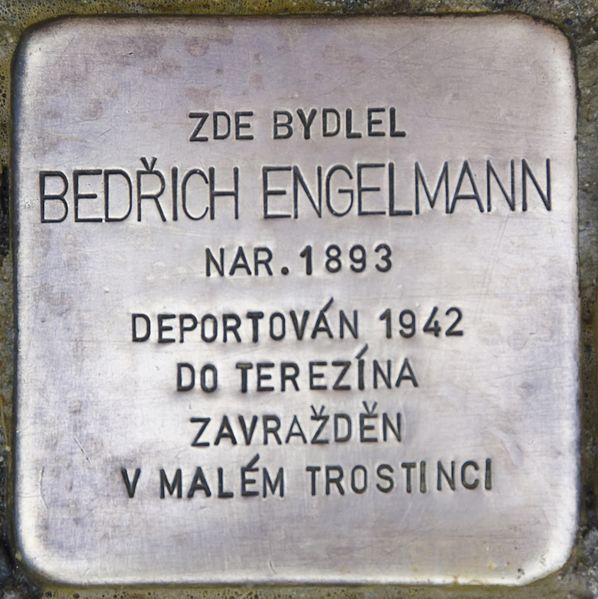 ZDE BYDLEL
BEDŘICH ENGELMANN
NAR. 1893
DEPORTOVÁN 1942
DO TEREZÍNA
ZAVRAŽDĚN
V MALÉM TROSTINCI